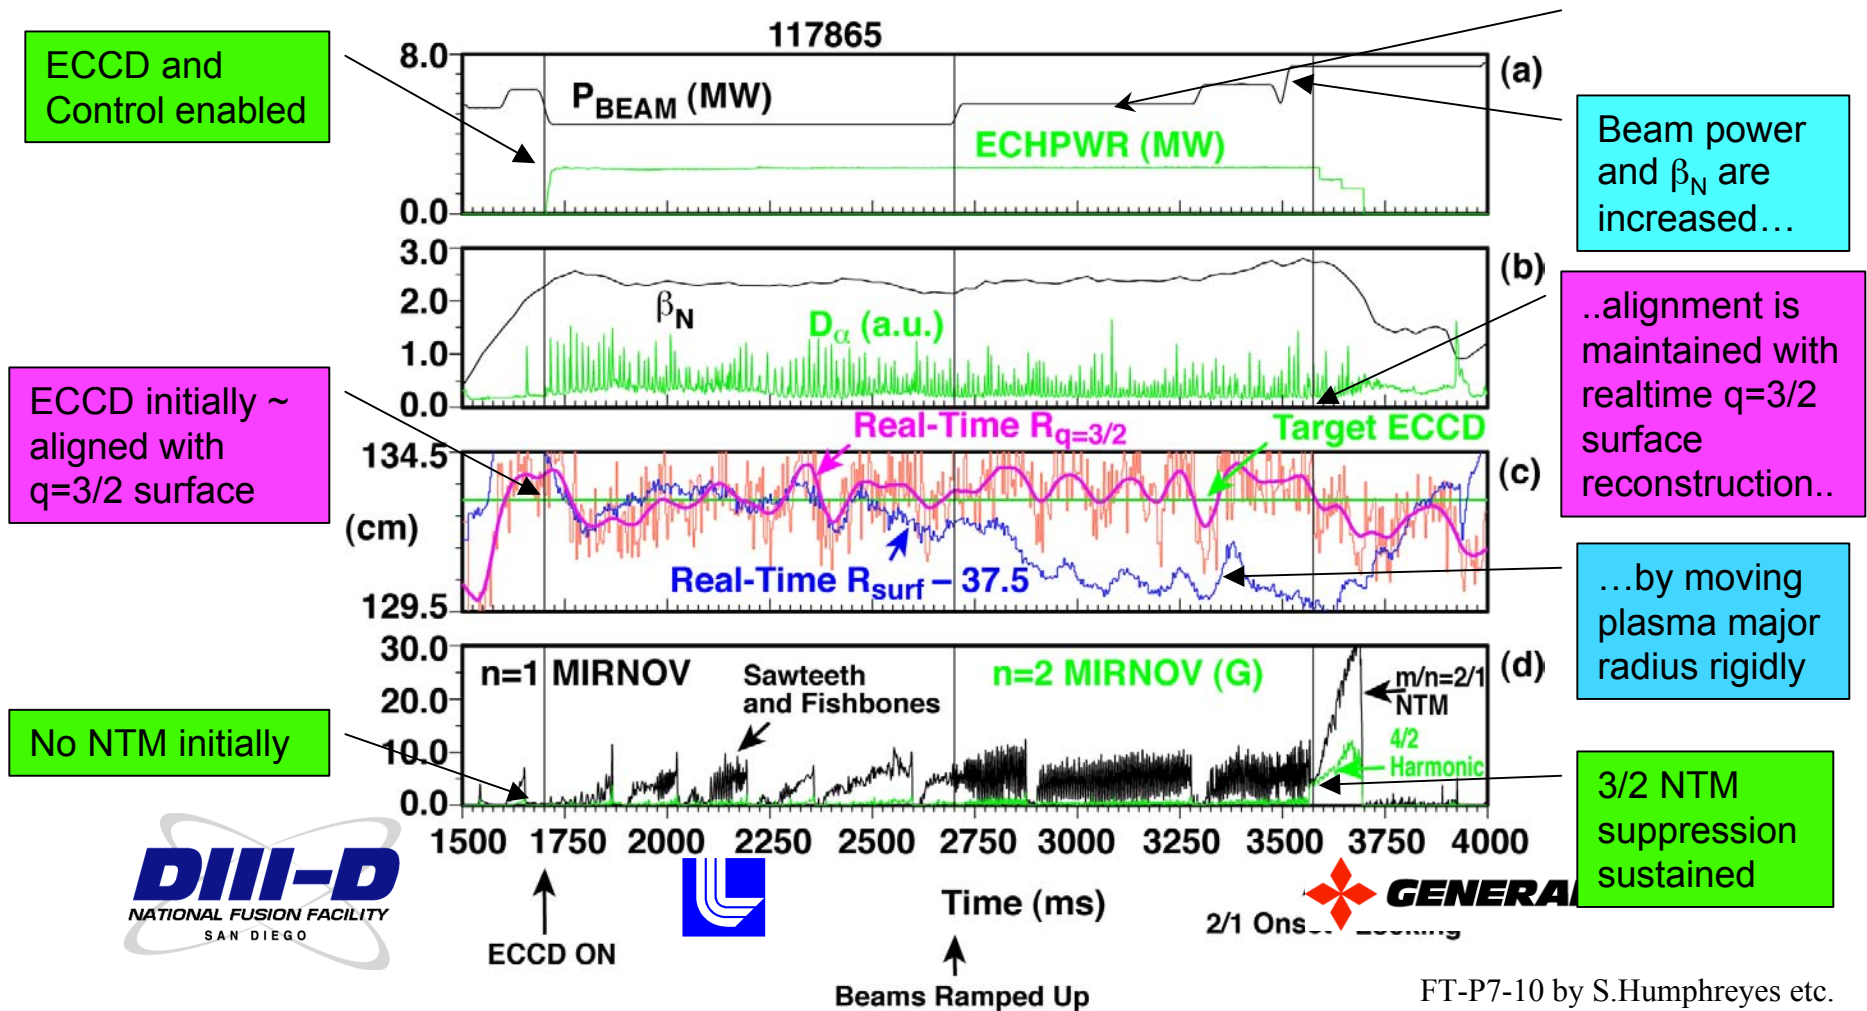 117865
ECCD and
Control enabled
8.0
0.0
P_BEAM (MW)
ECHPWR (MW)
(a)
Beam power
and β_N are
increased…
3.0
2.0
1.0
0.0
β_N
D_α (a.u.)
(b)
..alignment is
maintained with
realtime q=3/2
surface
reconstruction..
ECCD initially ~
aligned with
q=3/2 surface
134.5
(cm)
129.5
Real-Time R_q=3/2
Target ECCD
Real-Time R_surf – 37.5
(c)
…by moving
plasma major
radius rigidly
No NTM initially
30.0
20.0
10.0
0.0
n=1 MIRNOV
Sawteeth
and Fishbones
n=2 MIRNOV (G)
m/n=2/1
NTM
4/2
Harmonic
(d)
3/2 NTM
suppression
sustained
1500 1750 2000 2250 2500 2750 3000 3250 3500 3750 4000
Time (ms)
ECCD ON
Beams Ramped Up
2/1
DIII-D
NATIONAL FUSION FACILITY
SAN DIEGO
FT-P7-10 by S.Humphreyes etc.